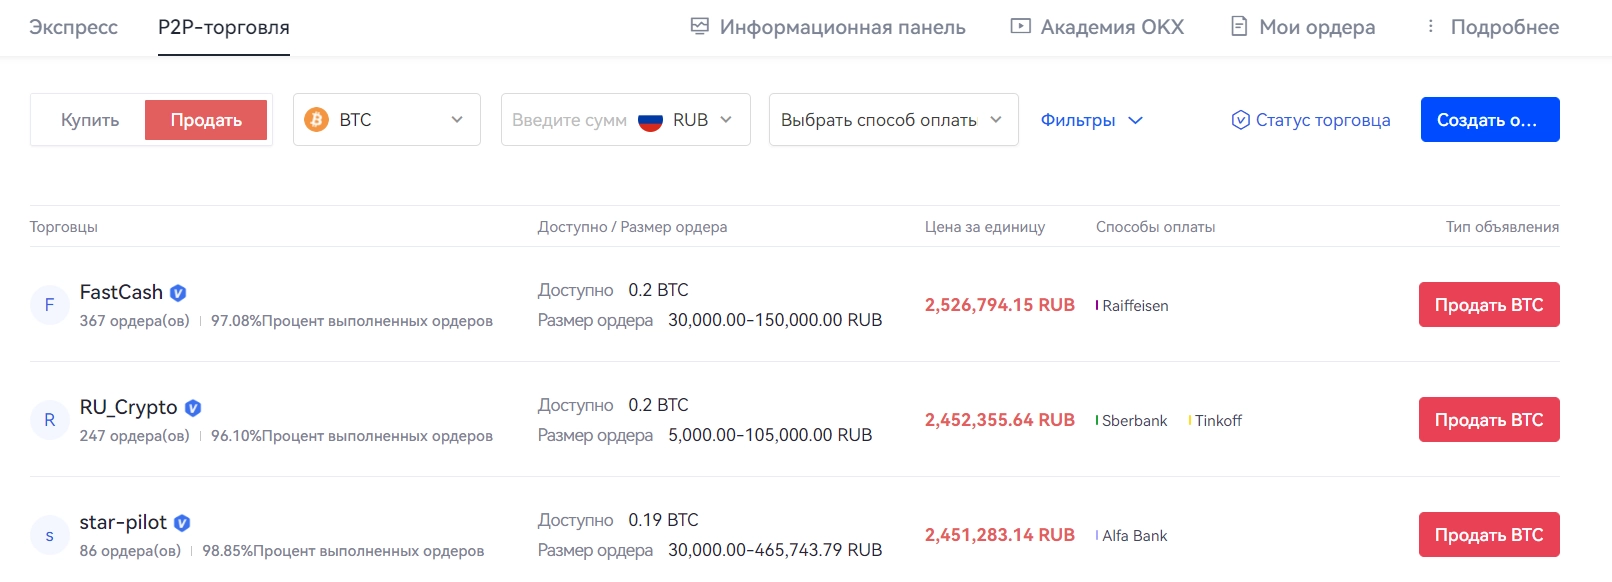 Экспресс P2P-торговля Информационная панель Академия OKX Мои ордера Подробнее
Купить Продать BTC Введите сумм RUB Выбрать способ оплаты Фильтры Статус торговца Создать о...
Торговцы Доступно / Размер ордера Цена за единицу Способы оплаты Тип объявления
F FastCash Доступно 0.2 BTC 2,526,794.15 RUB Raiffeisen Продать BTC
367 ордера(ов) 97.08%Процент выполненных ордеров Размер ордера 30,000.00-150,000.00 RUB
R RU_Crypto Доступно 0.2 BTC 2,452,355.64 RUB Sberbank Tinkoff Продать BTC
247 ордера(ов) 96.10%Процент выполненных ордеров Размер ордера 5,000.00-105,000.00 RUB
s star-pilot Доступно 0.19 BTC 2,451,283.14 RUB Alfa Bank Продать BTC
86 ордера(ов) 98.85%Процент выполненных ордеров Размер ордера 30,000.00-465,743.79 RUB